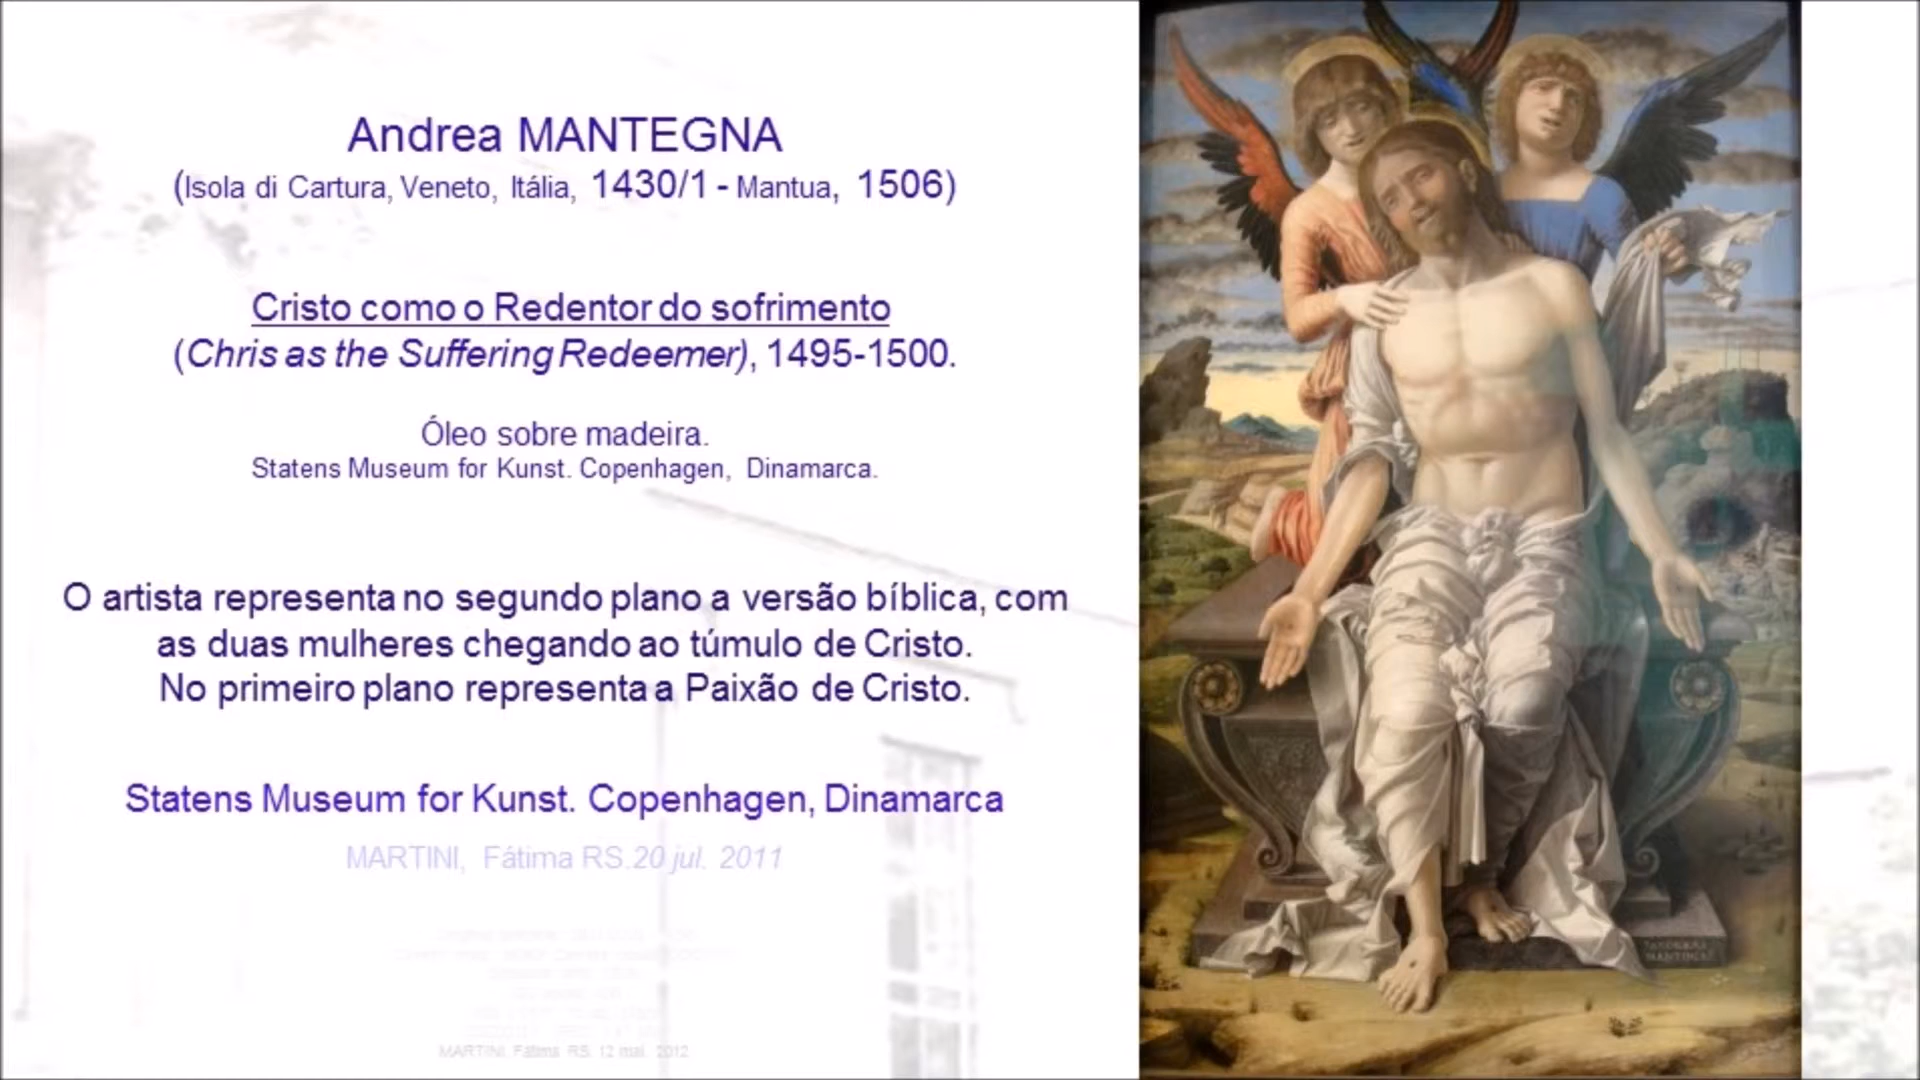 Andrea MANTEGNA
(Isola di Cartura, Veneto, Itália, 1430/1 - Mantua, 1506)
Cristo como o Redentor do sofrimento
(Chris as the Suffering Redeemer), 1495-1500.
Óleo sobre madeira.
Statens Museum for Kunst. Copenhagen, Dinamarca.
O artista representa no segundo plano a versão bíblica, com
as duas mulheres chegando ao túmulo de Cristo.
No primeiro plano representa a Paixão de Cristo.
Statens Museum for Kunst. Copenhagen, Dinamarca
MARTINI, Fátima RS.20 jul. 2011
MARTINI, Fátima RS. 12 mai. 2012